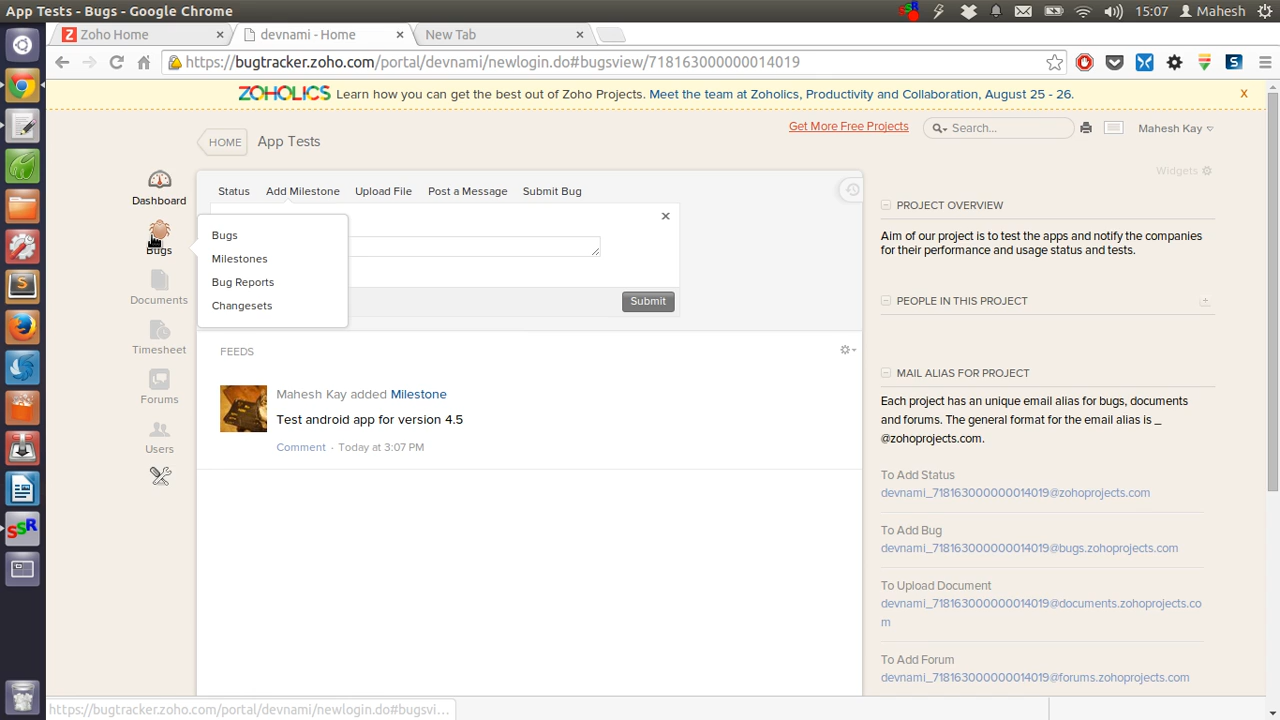 App Tests - Bugs - Google Chrome
15:07
Mahesh
Zoho Home
devnami - Home
New Tab
https://bugtracker.zoho.com/portal/devnami/newlogin.do#bugsview/718163000000014019
ZOHOLICS Learn how you can get the best out of Zoho Projects. Meet the team at Zoholics, Productivity and Collaboration, August 25 - 26.
X
HOME
App Tests
Get More Free Projects
Search...
Mahesh Kay
Widgets
Dashboard
Bugs
Documents
Timesheet
Forums
Users
Status
Add Milestone
Upload File
Post a Message
Submit Bug
Bugs
Milestones
Bug Reports
Changesets
Submit
FEEDS
Mahesh Kay added Milestone
Test android app for version 4.5
Comment - Today at 3:07 PM
PROJECT OVERVIEW
Aim of our project is to test the apps and notify the companies
for their performance and usage status and tests.
PEOPLE IN THIS PROJECT
MAIL ALIAS FOR PROJECT
Each project has an unique email alias for bugs, documents
and forums. The general format for the email alias is _
@zohoprojects.com.
To Add Status
devnami_718163000000014019@zohoprojects.com
To Add Bug
devnami_718163000000014019@bugs.zohoprojects.com
To Upload Document
devnami_718163000000014019@documents.zohoprojects.co
m
To Add Forum
devnami_718163000000014019@forums.zohoprojects.com
https://bugtracker.zoho.com/portal/devnami/newlogin.do#bugsvi...
SSR